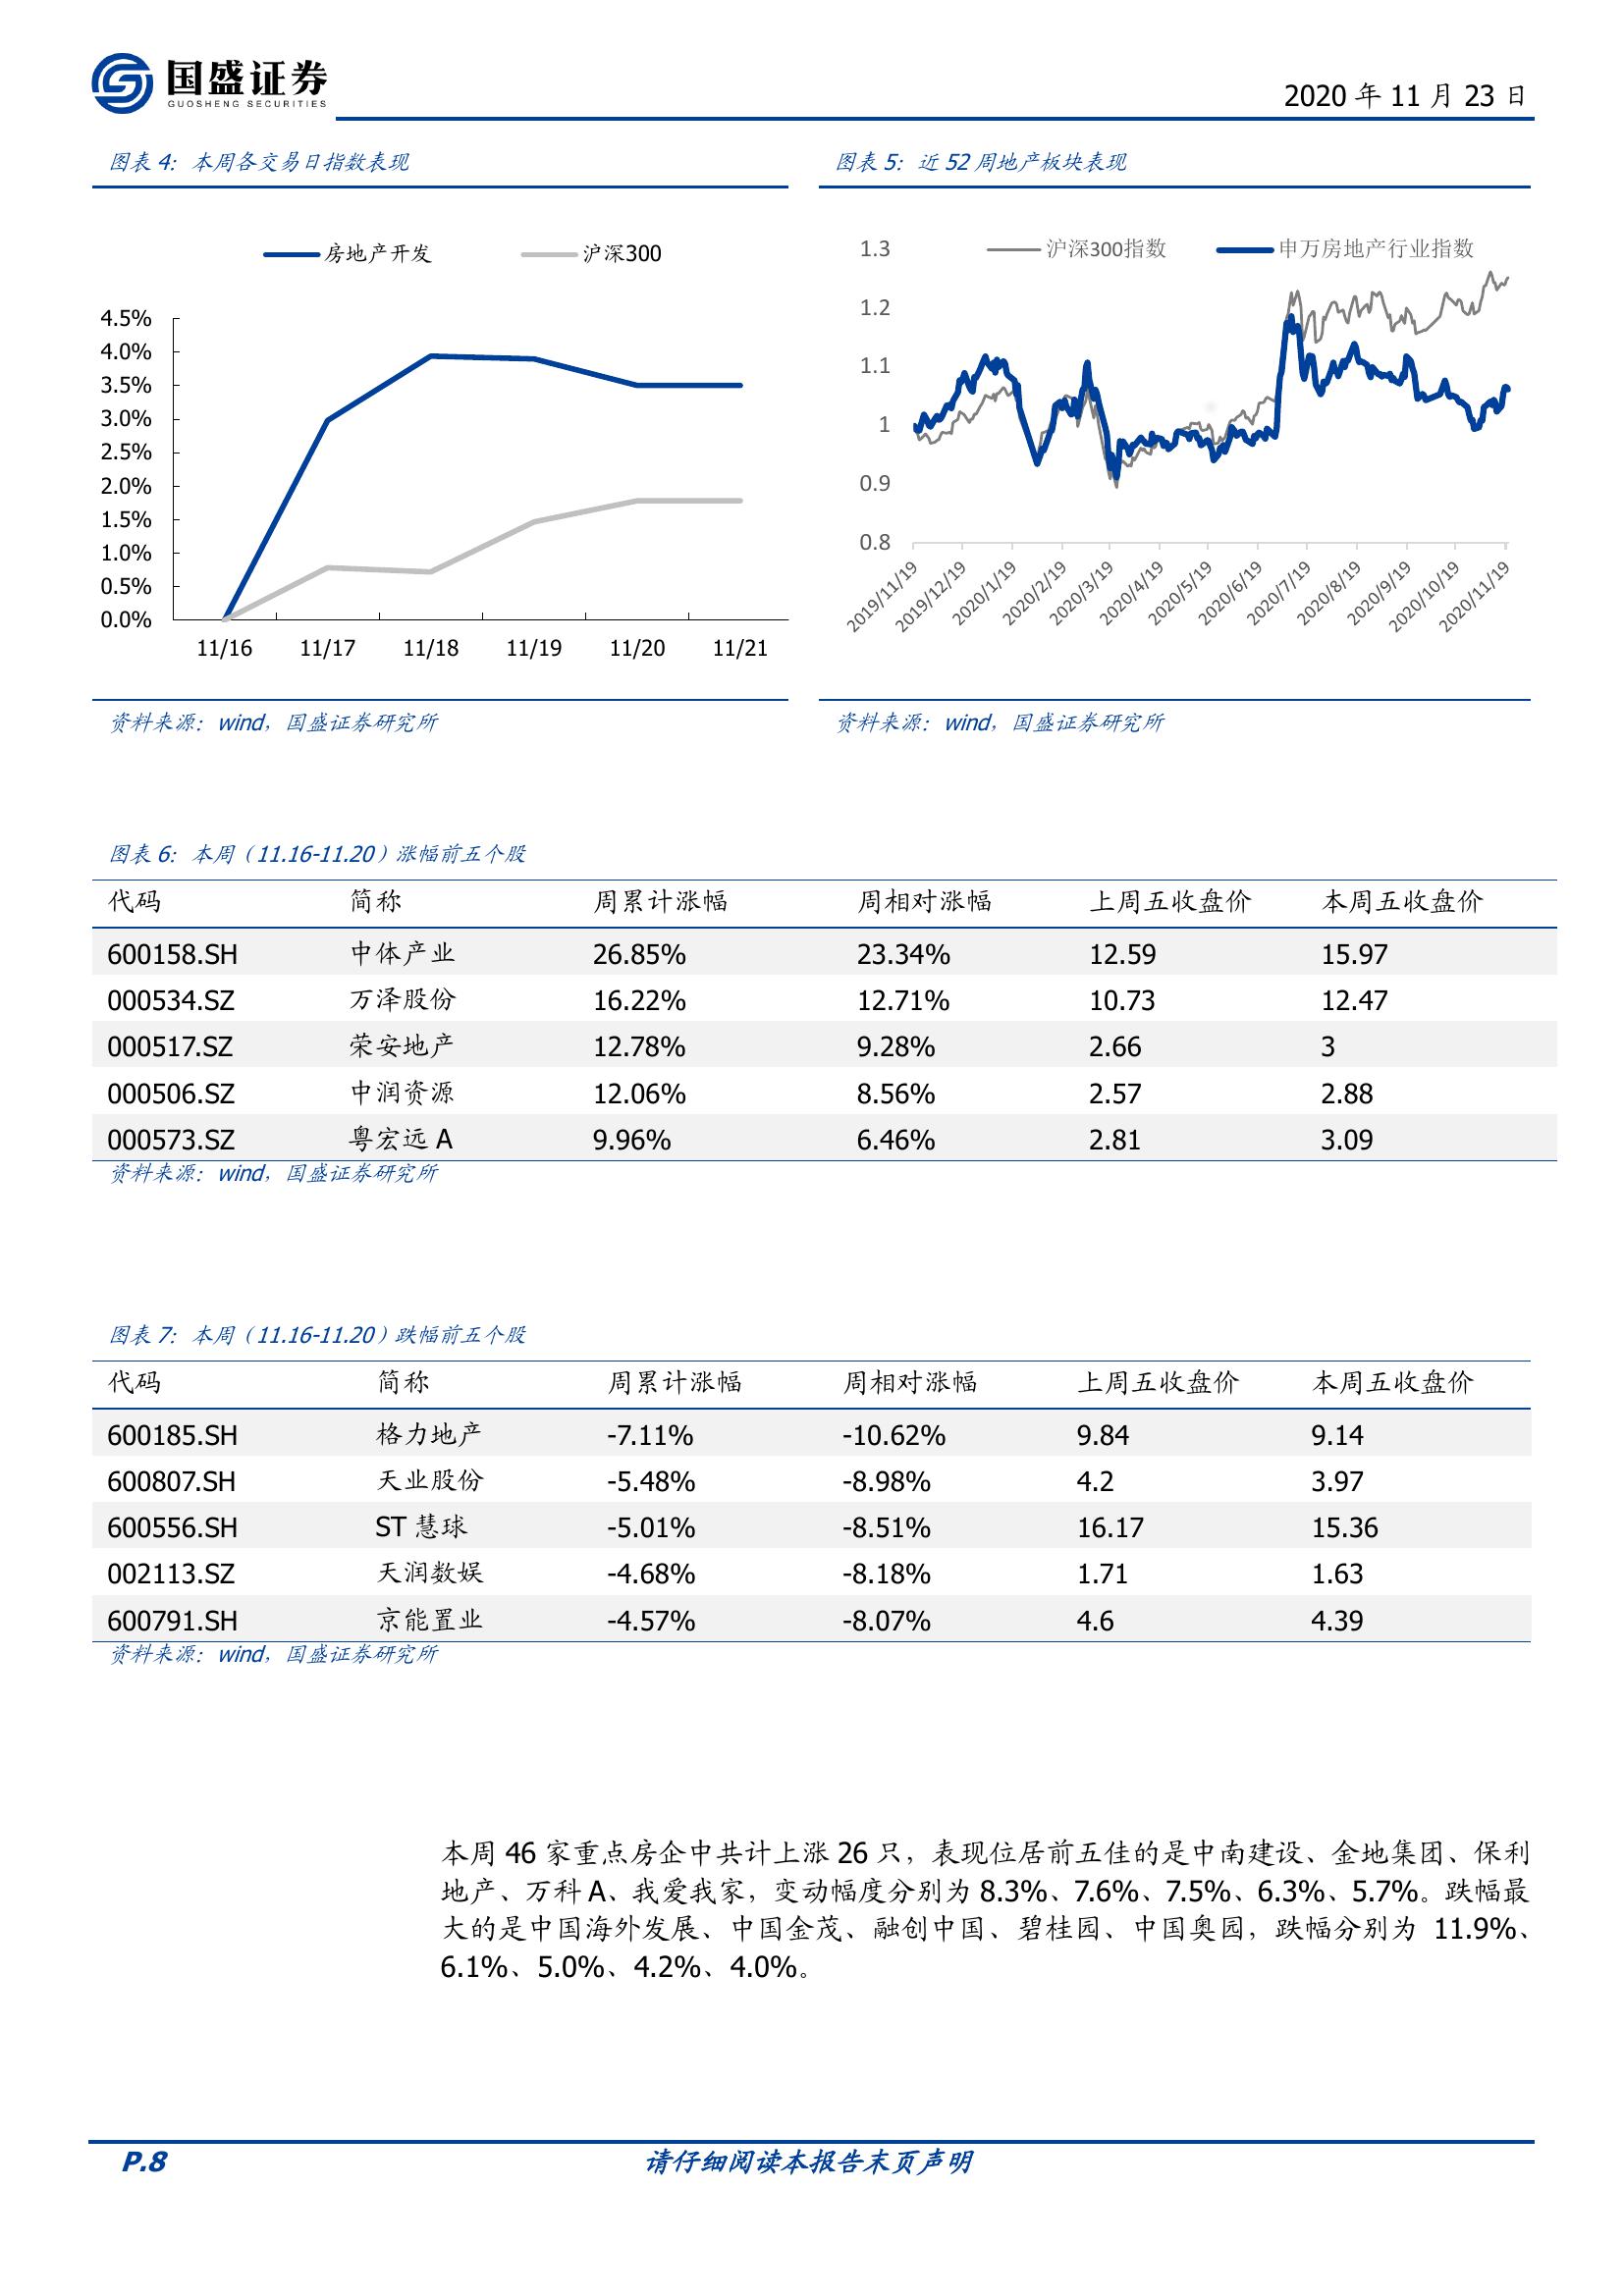 国盛证券
GUOSHENG SECURITIES
2020 年 11 月 23 日
图表 4：本周各交易日指数表现
房地产开发
沪深300
4.5%
4.0%
3.5%
3.0%
2.5%
2.0%
1.5%
1.0%
0.5%
0.0%
11/16 11/17 11/18 11/19 11/20 11/21
资料来源：wind，国盛证券研究所
图表 5：近 52 周地产板块表现
沪深300指数
申万房地产行业指数
1.3
1.2
1.1
1
0.9
0.8
2019/11/19 2019/12/19 2020/1/19 2020/2/19 2020/3/19 2020/4/19 2020/5/19 2020/6/19 2020/7/19 2020/8/19 2020/9/19 2020/10/19 2020/11/19
资料来源：wind，国盛证券研究所
图表 6：本周（11.16-11.20）涨幅前五个股
代码 简称 周累计涨幅 周相对涨幅 上周五收盘价 本周五收盘价
600158.SH 中体产业 26.85% 23.34% 12.59 15.97
000534.SZ 万泽股份 16.22% 12.71% 10.73 12.47
000517.SZ 荣安地产 12.78% 9.28% 2.66 3
000506.SZ 中润资源 12.06% 8.56% 2.57 2.88
000573.SZ 粤宏远 A 9.96% 6.46% 2.81 3.09
资料来源：wind，国盛证券研究所
图表 7：本周（11.16-11.20）跌幅前五个股
代码 简称 周累计涨幅 周相对涨幅 上周五收盘价 本周五收盘价
600185.SH 格力地产 -7.11% -10.62% 9.84 9.14
600807.SH 天业股份 -5.48% -8.98% 4.2 3.97
600556.SH ST 慧球 -5.01% -8.51% 16.17 15.36
002113.SZ 天润数娱 -4.68% -8.18% 1.71 1.63
600791.SH 京能置业 -4.57% -8.07% 4.6 4.39
资料来源：wind，国盛证券研究所
本周 46 家重点房企中共计上涨 26 只，表现位居前五佳的是中南建设、金地集团、保利
地产、万科 A、我爱我家，变动幅度分别为 8.3%、7.6%、7.5%、6.3%、5.7%。跌幅最
大的是中国海外发展、中国金茂、融创中国、碧桂园、中国奥园，跌幅分别为 11.9%、
6.1%、5.0%、4.2%、4.0%。
P.8
请仔细阅读本报告末页声明